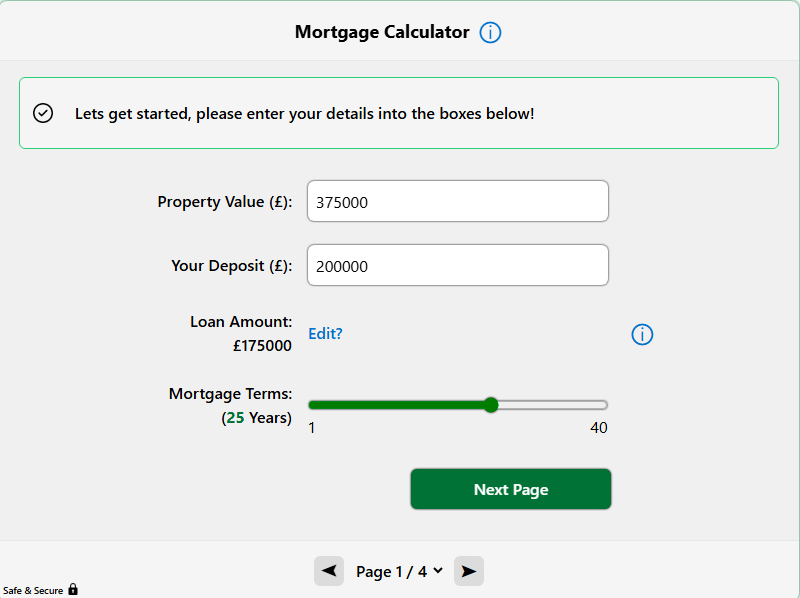 Mortgage Calculator
Lets get started, please enter your details into the boxes below!
Property Value (£): 375000
Your Deposit (£): 200000
Loan Amount:
£175000
Edit?
Mortgage Terms:
(25 Years)
1 40
Next Page
Page 1 / 4
Safe & Secure